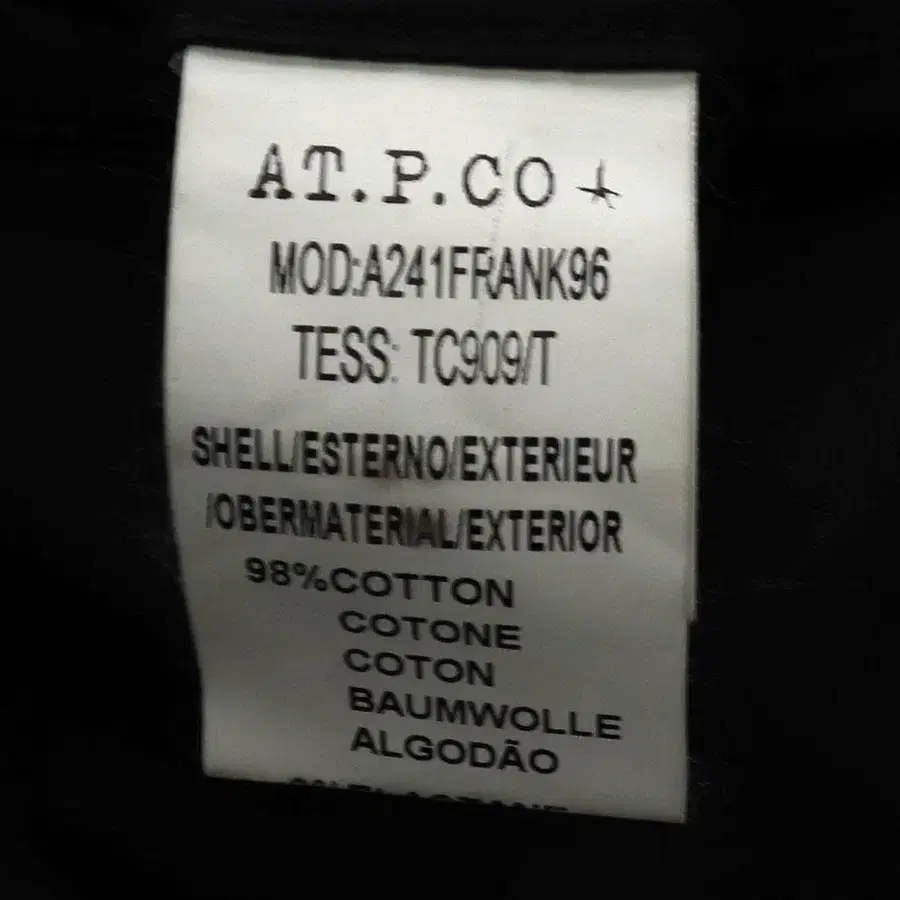 AT.P.CO
MOD:A241FRANK96
TESS: TC909/T
SHELL/ESTERNO/EXTERIEUR
/OBERMATERIAL/EXTERIOR
98%COTTON
COTONE
COTON
BAUMWOLLE
ALGODÃO